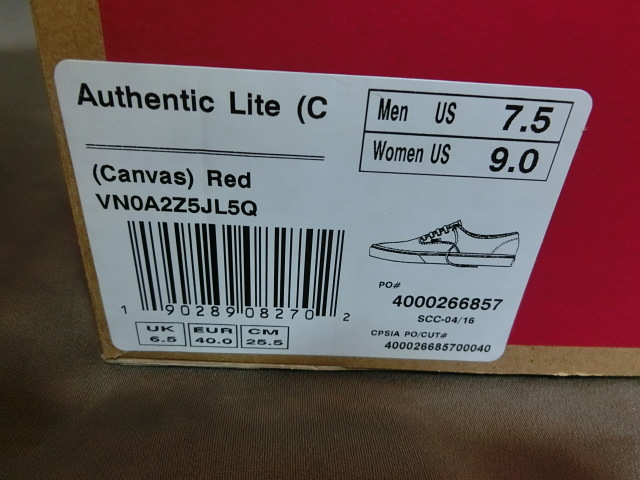 Authentic Lite (C
Men US 7.5
Women US 9.0
(Canvas) Red
VN0A2Z5JL5Q
1 90289 08270 2
UK EUR CM
6.5 40.0 25.5
PO#
4000266857
SCC-04/16
CPSIA PO/CUT#
400026685700040